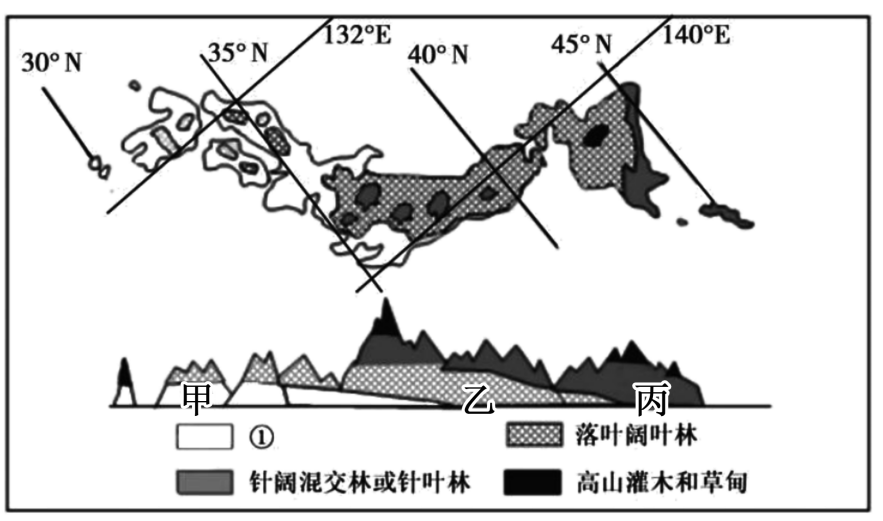 30°N
35°N
132°E
40°N
45°N
140°E
甲
乙
丙
①
落叶阔叶林
针阔混交林或针叶林
高山灌木和草甸